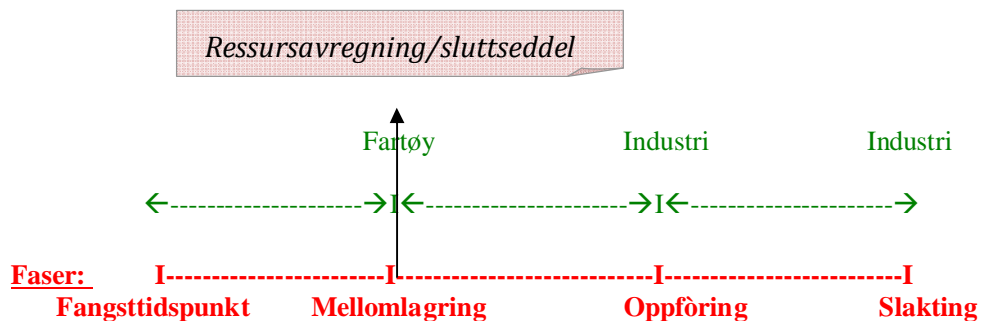 Ressursavregning/sluttseddel
Fartøy Industri Industri
←---------------------→I←----------------------→I←----------------------→
Faser: I--------------------------I-----------------------------I----------------------------I
Fangsttidspunkt Mellomlagring Oppfòring Slakting